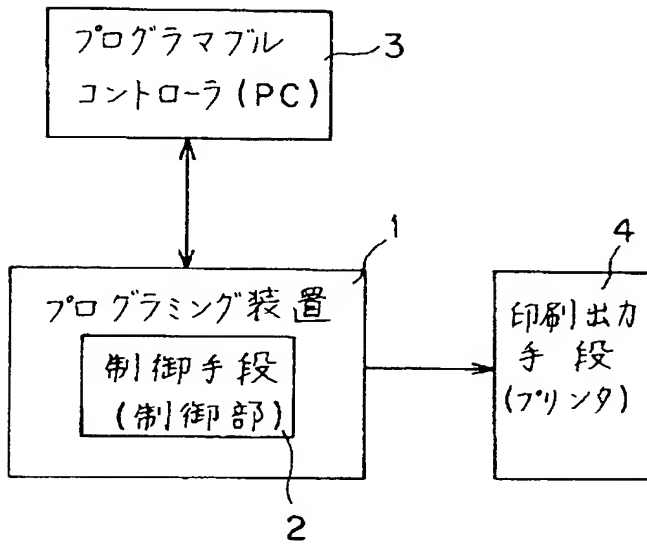 プログラマブル
コントローラ(PC)
3
1
プログラミング装置
制御手段
(制御部)
2
4
印刷出力
手段
(プリンタ)